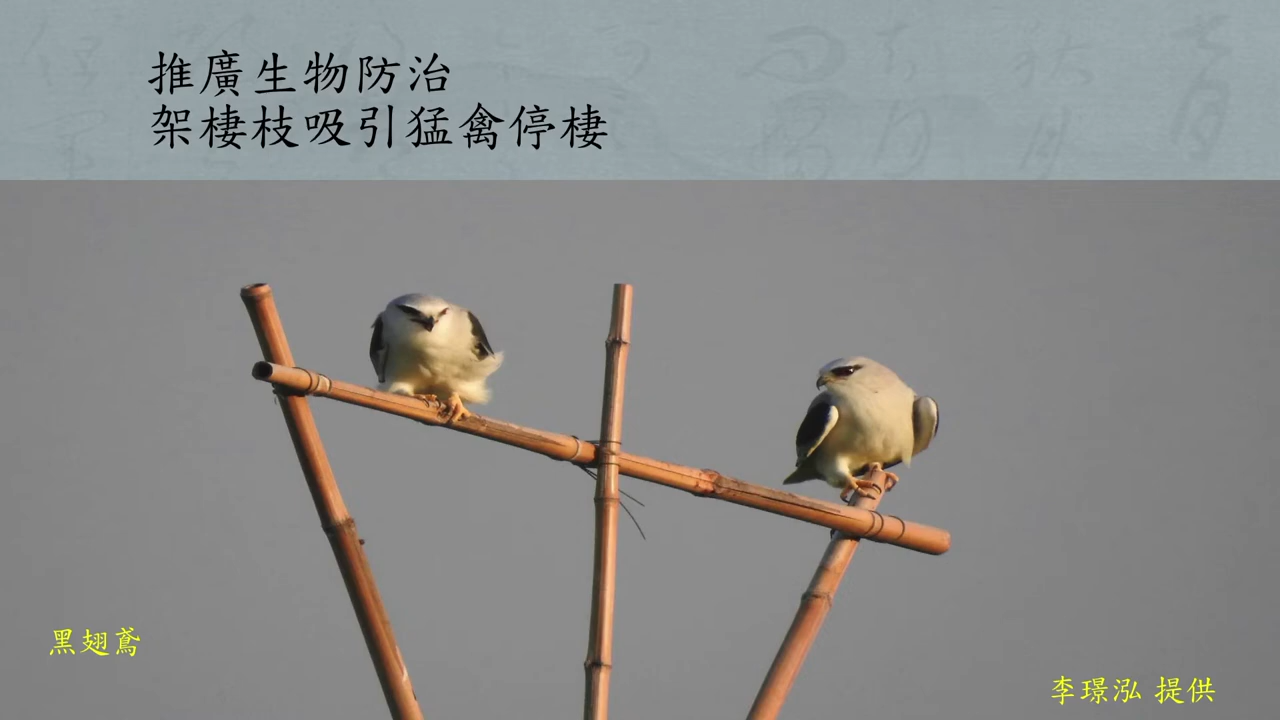 推廣生物防治
架棲枝吸引猛禽停棲
黑翅鳶
李璟泓 提供